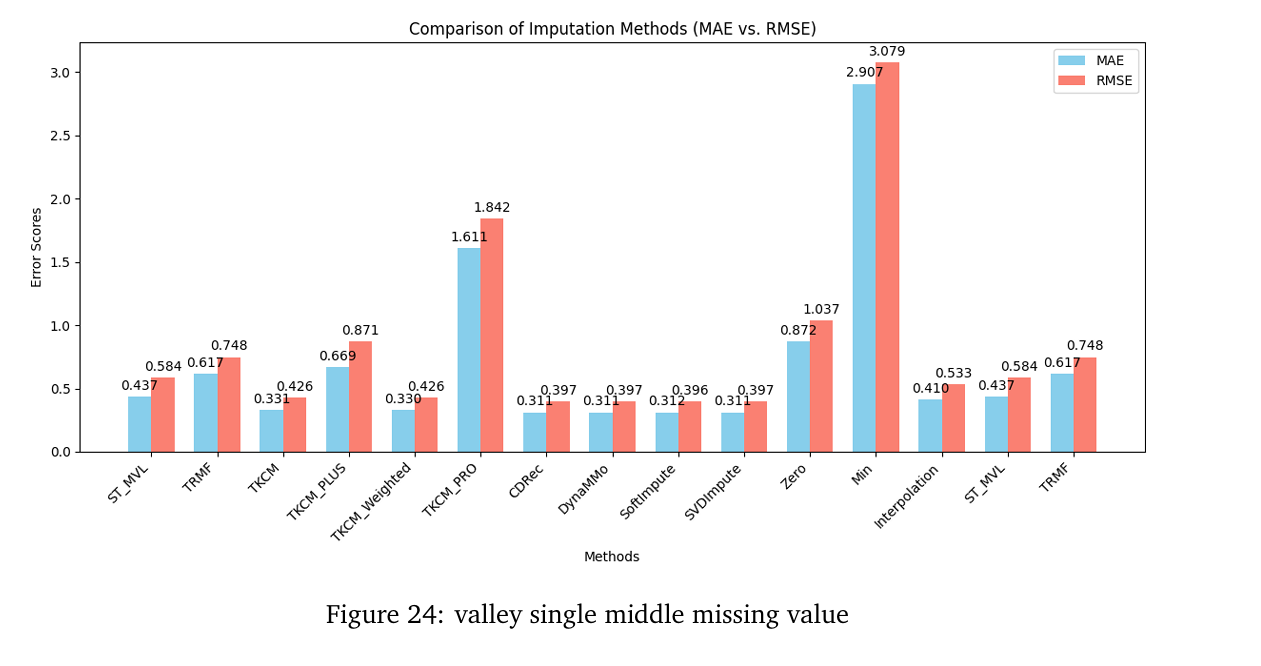 Comparison of Imputation Methods (MAE vs. RMSE)
MAE
RMSE
Error Scores
3.0
2.5
2.0
1.5
1.0
0.5
0.0
0.437
0.584
0.617
0.748
0.331
0.426
0.669
0.871
0.330
0.426
1.611
1.842
0.311
0.397
0.311
0.397
0.312
0.396
0.311
0.397
0.872
1.037
2.907
3.079
0.410
0.533
0.437
0.584
0.617
0.748
ST_MVL
TRMF
TKCM
TKCM_PLUS
TKCM_Weighted
TKCM_PRO
CDRec
DynaMMo
SoftImpute
SVDImpute
Zero
Min
Interpolation
ST_MVL
TRMF
Methods
Figure 24: valley single middle missing value